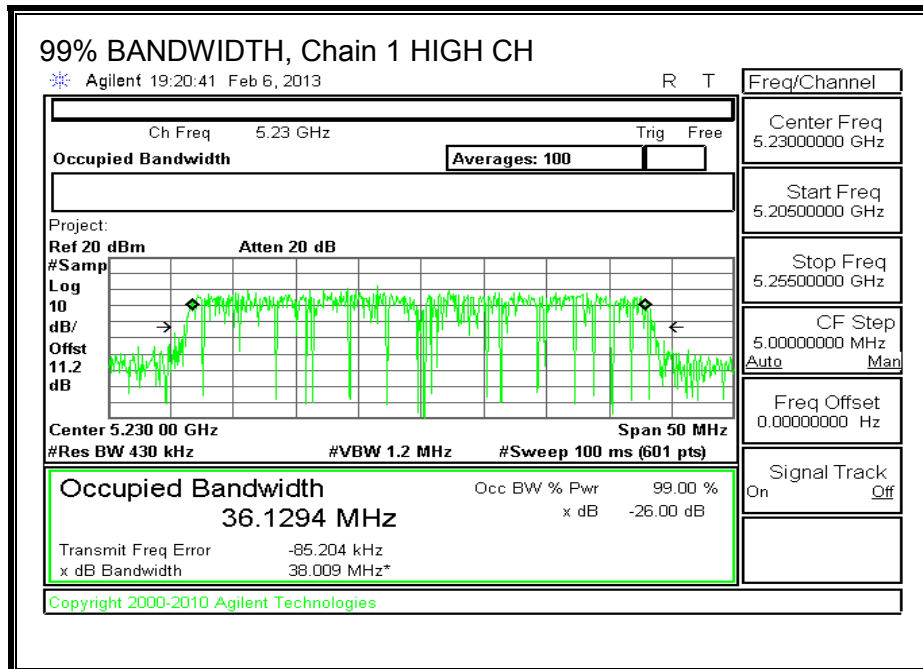 99% BANDWIDTH, Chain 1 HIGH CH
Agilent 19:20:41 Feb 6, 2013 R T
Freq/Channel
Ch Freq 5.23 GHz Trig Free
Occupied Bandwidth Averages: 100
Center Freq
5.23000000 GHz
Start Freq
5.20500000 GHz
Stop Freq
5.25500000 GHz
CF Step
5.00000000 MHz
Auto Man
Freq Offset
0.00000000 Hz
Signal Track
On Off
Project:
Ref 20 dBm Atten 20 dB
#Samp
Log
10
dB/
Offst
11.2
dB
Center 5.230 00 GHz Span 50 MHz
#Res BW 430 kHz #VBW 1.2 MHz #Sweep 100 ms (601 pts)
Occupied Bandwidth Occ BW % Pwr 99.00 %
36.1294 MHz x dB -26.00 dB
Transmit Freq Error -85.204 kHz
x dB Bandwidth 38.009 MHz*
Copyright 2000-2010 Agilent Technologies